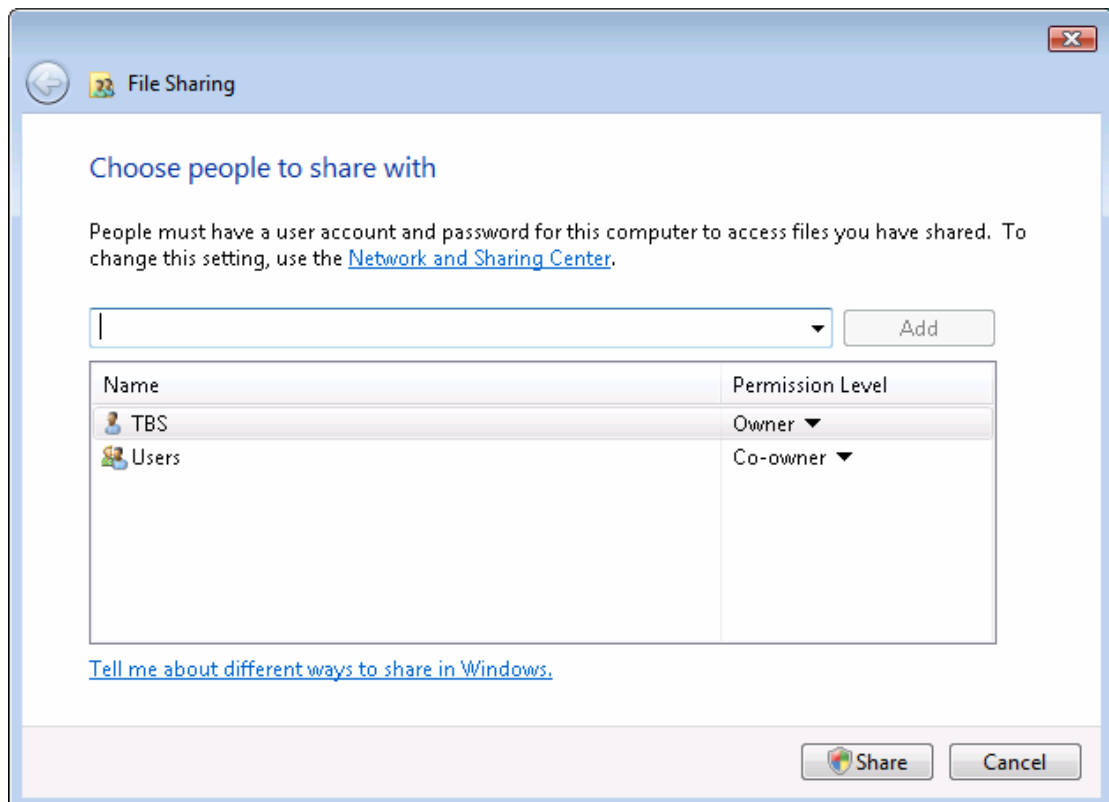 File Sharing
Choose people to share with
People must have a user account and password for this computer to access files you have shared.  To
change this setting, use the Network and Sharing Center.
Add
Name Permission Level
TBS Owner
Users Co-owner
Tell me about different ways to share in Windows.
Share Cancel